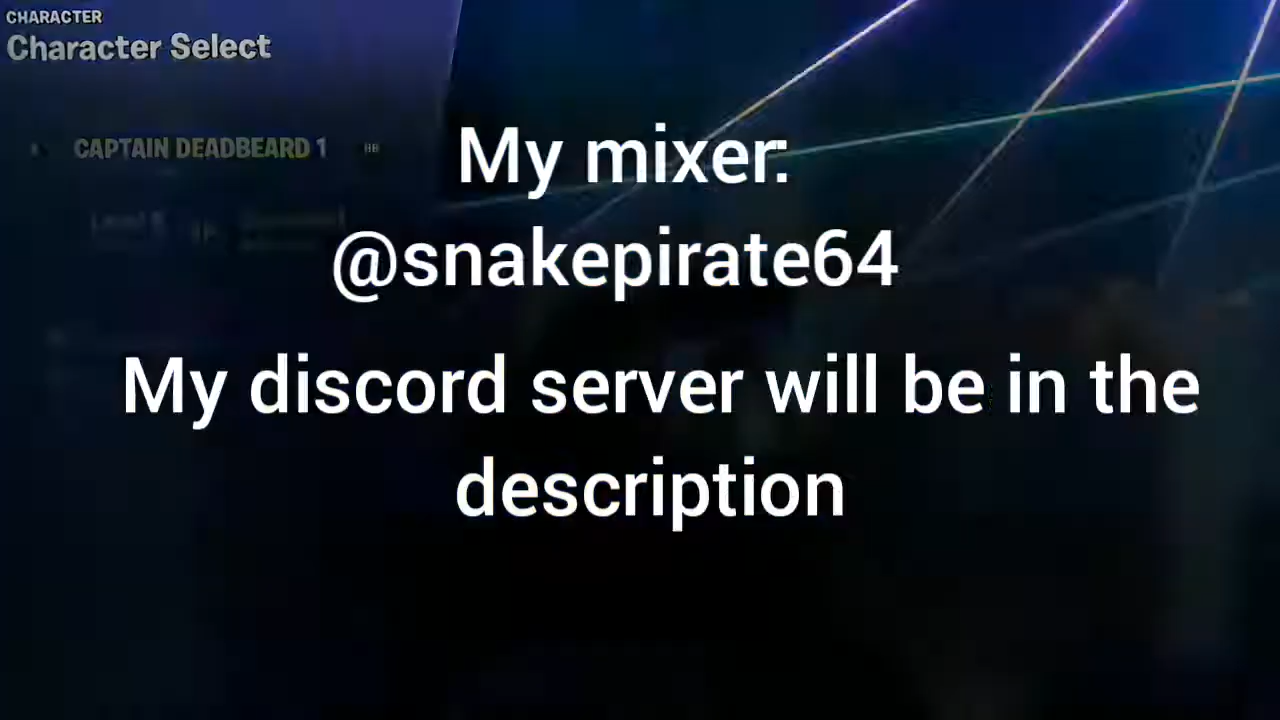 CHARACTER
Character Select
CAPTAIN DEADBEARD 1
My mixer:
@snakepirate64
My discord server will be in the
description